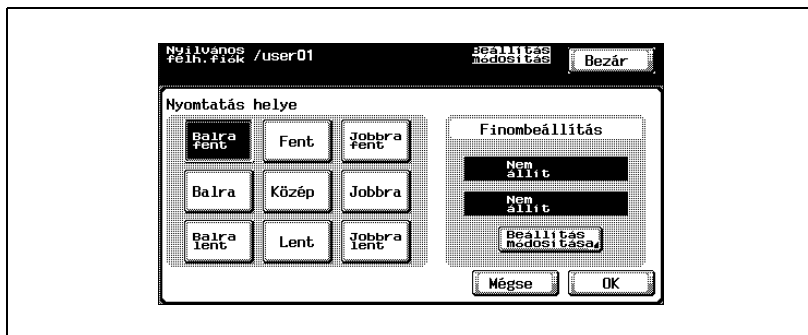 Nyilvános
felh.fiók /user01
Beállítás
módosítás
Bezár
Nyomtatás helye
Balra
fent
Fent
Jobbra
fent
Balra
Közép
Jobbra
Balra
lent
Lent
Jobbra
lent
Finombeállítás
Nem
állít
Nem
állít
Beállítás
módosítása
Mégse
OK